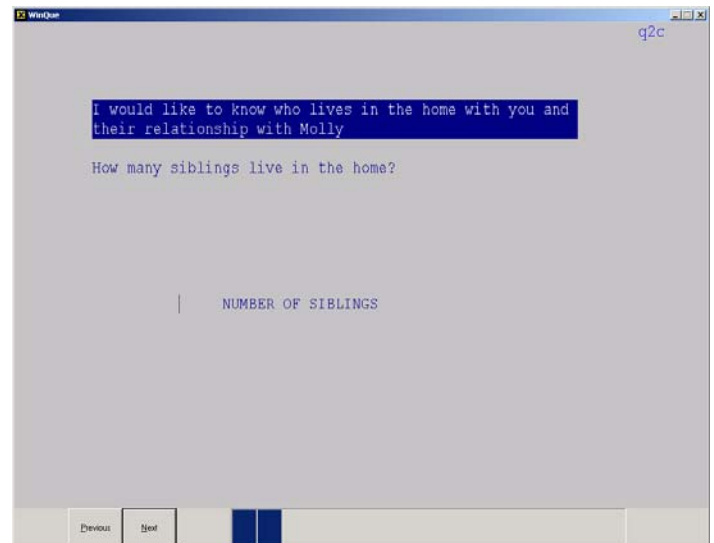 WinQue
q2c
I would like to know who lives in the home with you and
their relationship with Molly
How many siblings live in the home?
NUMBER OF SIBLINGS
Previous Next